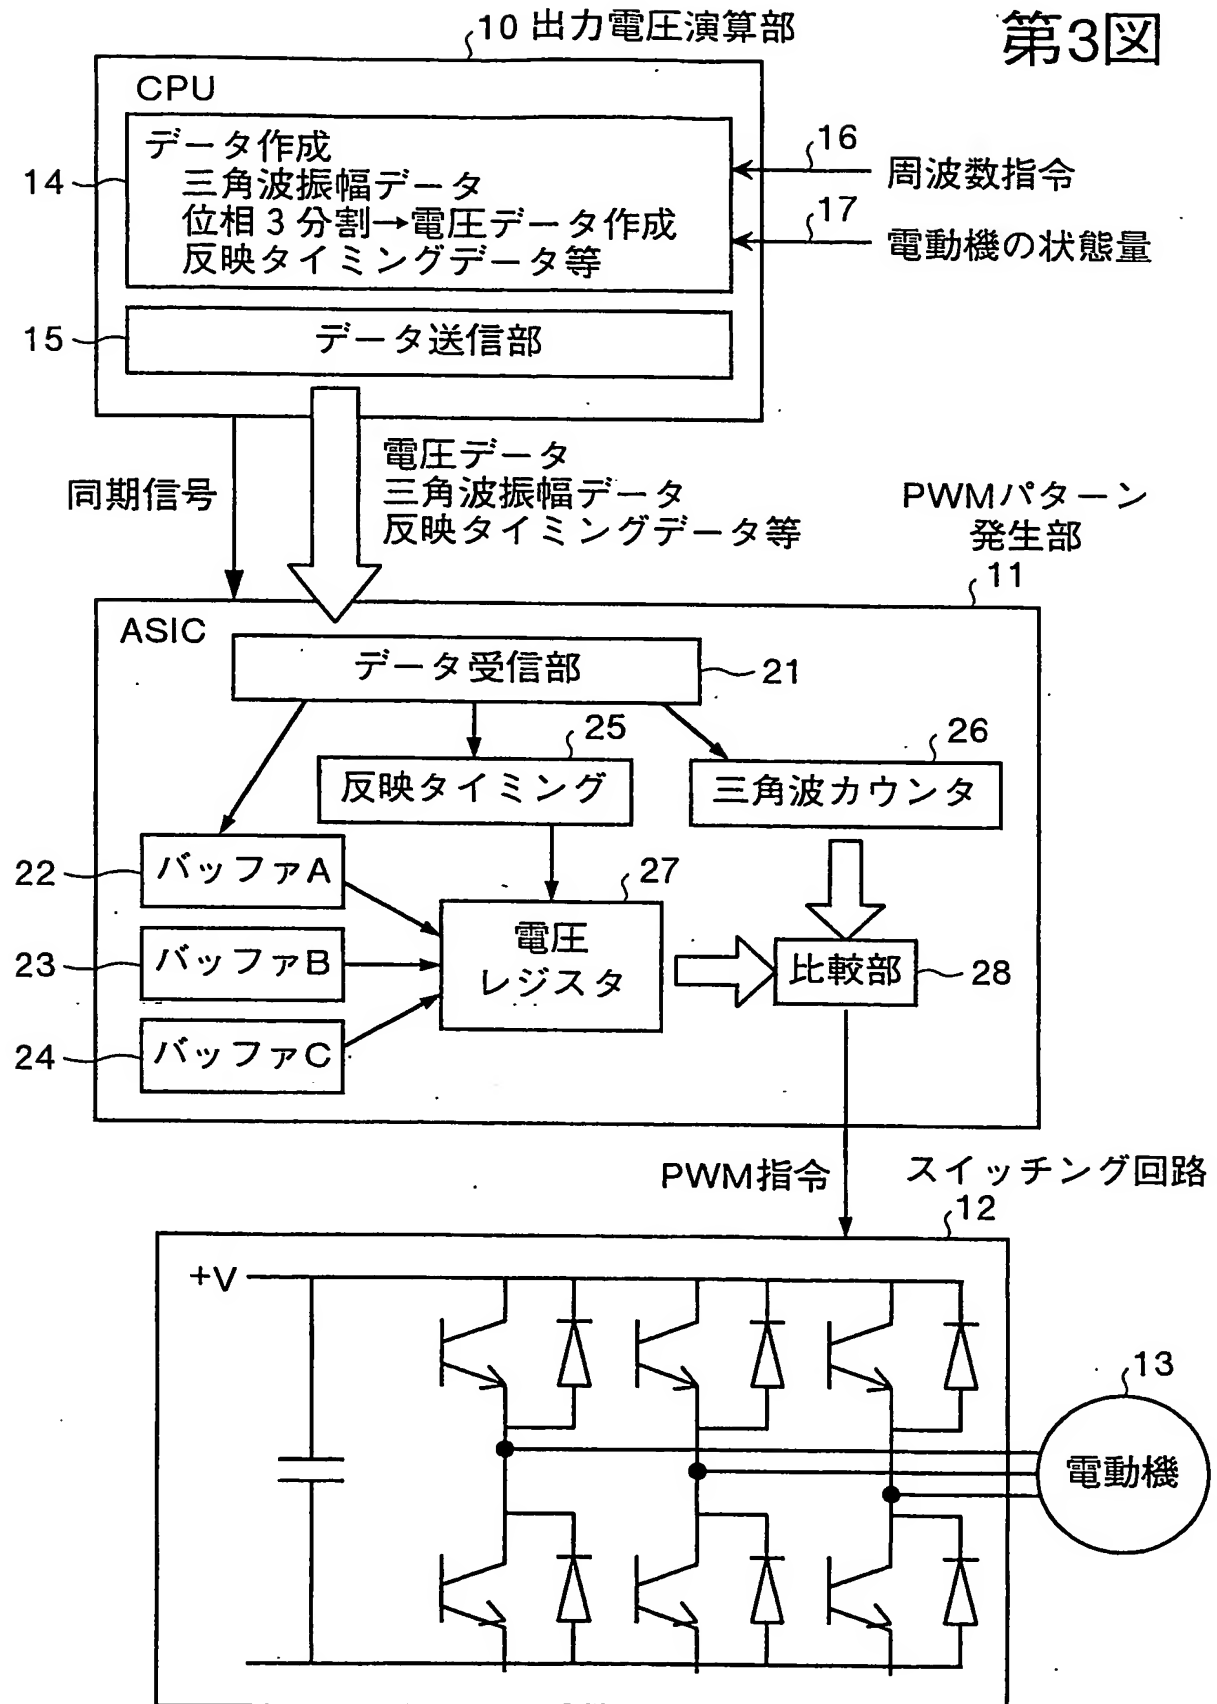 第3図
10 出力電圧演算部
CPU
データ作成
三角波振幅データ
位相3分割→電圧データ作成
反映タイミングデータ等
14
16
周波数指令
17
電動機の状態量
15
データ送信部
同期信号
電圧データ
三角波振幅データ
反映タイミングデータ等
PWMパターン
発生部
11
ASIC
データ受信部
21
25
反映タイミング
26
三角波カウンタ
22
バッファA
23
バッファB
24
バッファC
27
電圧
レジスタ
比較部
28
PWM指令
スイッチング回路
12
+V
13
電動機